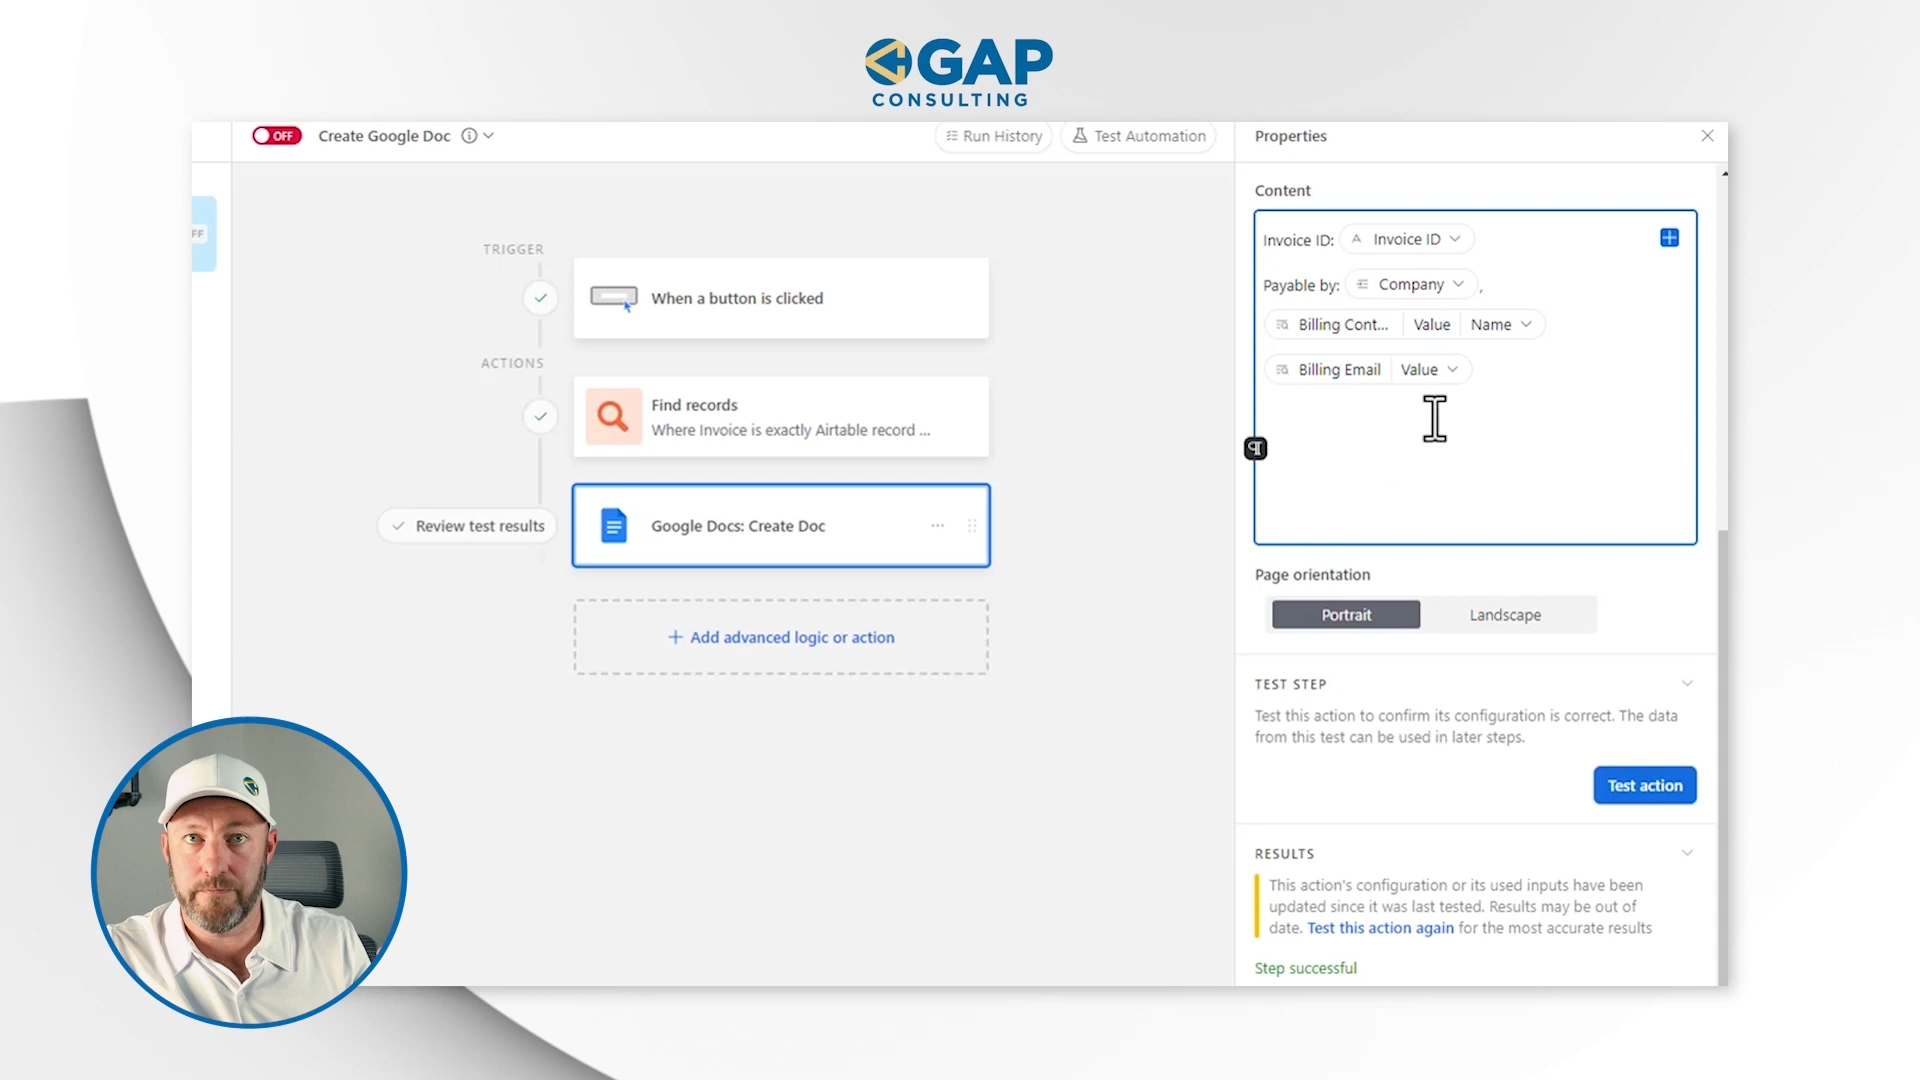 GAP
CONSULTING
OFF
Create Google Doc
Run History
Test Automation
Properties
FF
TRIGGER
When a button is clicked
ACTIONS
Find records
Where Invoice is exactly Airtable record ...
Review test results
Google Docs: Create Doc
+ Add advanced logic or action
Content
Invoice ID: A Invoice ID
Payable by: Company ,
Billing Cont... Value Name
Billing Email Value
Page orientation
Portrait Landscape
TEST STEP
Test this action to confirm its configuration is correct. The data
from this test can be used in later steps.
Test action
RESULTS
This action's configuration or its used inputs have been
updated since it was last tested. Results may be out of
date. Test this action again for the most accurate results
Step successful